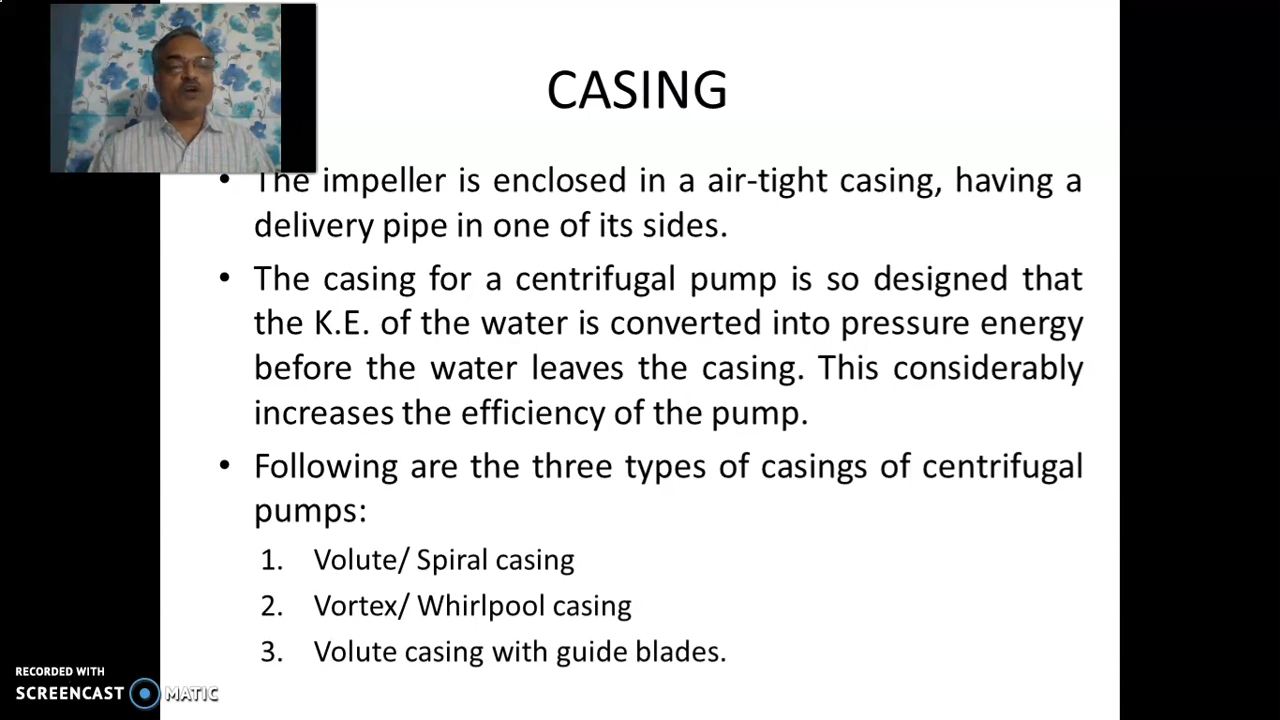 CASING
• The impeller is enclosed in a air-tight casing, having a
delivery pipe in one of its sides.
• The casing for a centrifugal pump is so designed that
the K.E. of the water is converted into pressure energy
before the water leaves the casing. This considerably
increases the efficiency of the pump.
• Following are the three types of casings of centrifugal
pumps:
1. Volute/ Spiral casing
2. Vortex/ Whirlpool casing
3. Volute casing with guide blades.
RECORDED WITH
SCREENCAST MATIC